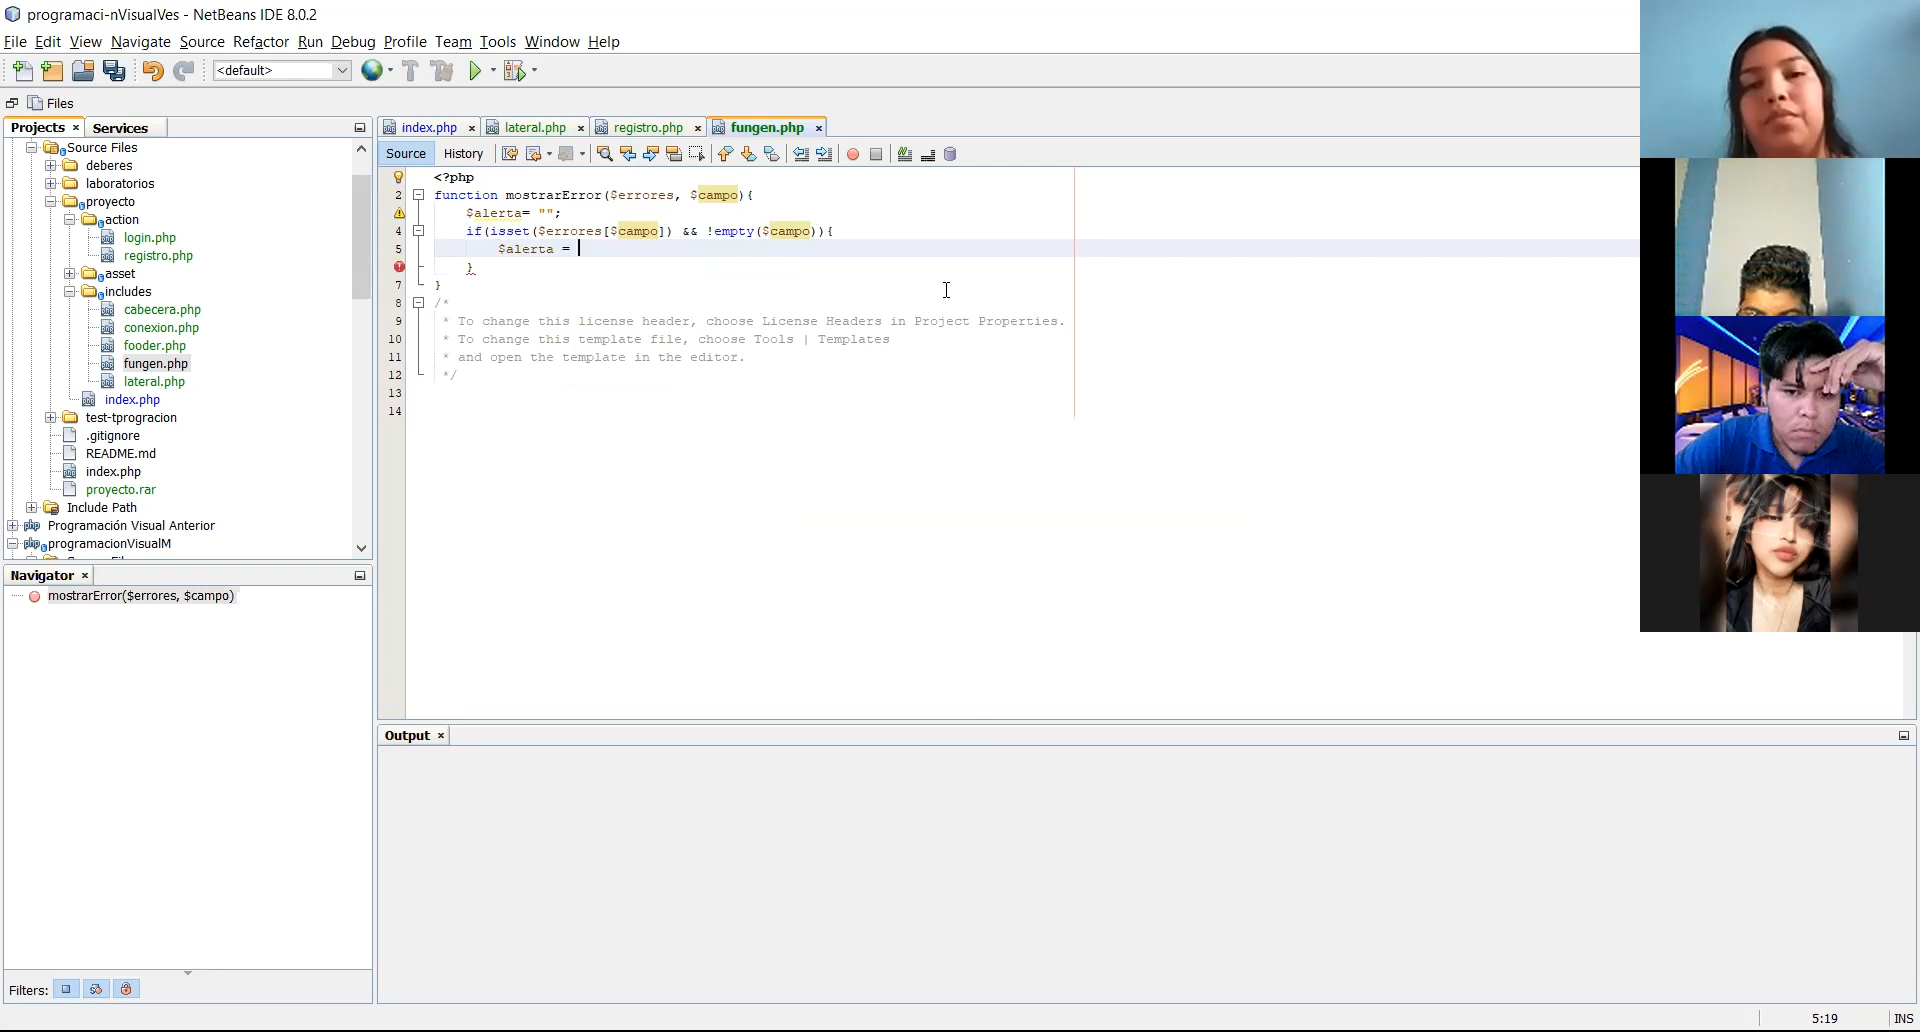 programaci-nVisualVes - NetBeans IDE 8.0.2
File Edit View Navigate Source Refactor Run Debug Profile Team Tools Window Help
<default>
Files
Projects × Services
index.php × lateral.php × registro.php × fungen.php ×
Source History
Source Files
deberes
laboratorios
proyecto
action
login.php
registro.php
asset
includes
cabecera.php
conexion.php
fooder.php
fungen.php
lateral.php
index.php
test-tprogracion
.gitignore
README.md
index.php
proyecto.rar
Include Path
Programación Visual Anterior
programacionVisualM
<?php
2 function mostrarError($errores, $campo){
$alerta= "";
4 if(isset($errores[$campo]) && !empty($campo)){
5 $alerta =
}
7 }
8 /*
9 * To change this license header, choose License Headers in Project Properties.
10 * To change this template file, choose Tools | Templates
11 * and open the template in the editor.
12 */
13
14
Navigator ×
mostrarError($errores, $campo)
Filters:
Output ×
5:19 INS